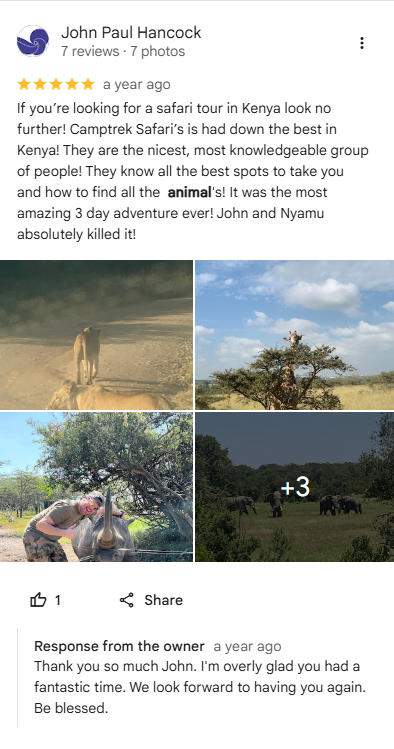 John Paul Hancock
7 reviews · 7 photos
a year ago
If you're looking for a safari tour in Kenya look no
further! Camptrek Safari's is had down the best in
Kenya! They are the nicest, most knowledgeable group
of people! They know all the best spots to take you
and how to find all the animal's! It was the most
amazing 3 day adventure ever! John and Nyamu
absolutely killed it!
+3
1
Share
Response from the owner a year ago
Thank you so much John. I'm overly glad you had a
fantastic time. We look forward to having you again.
Be blessed.